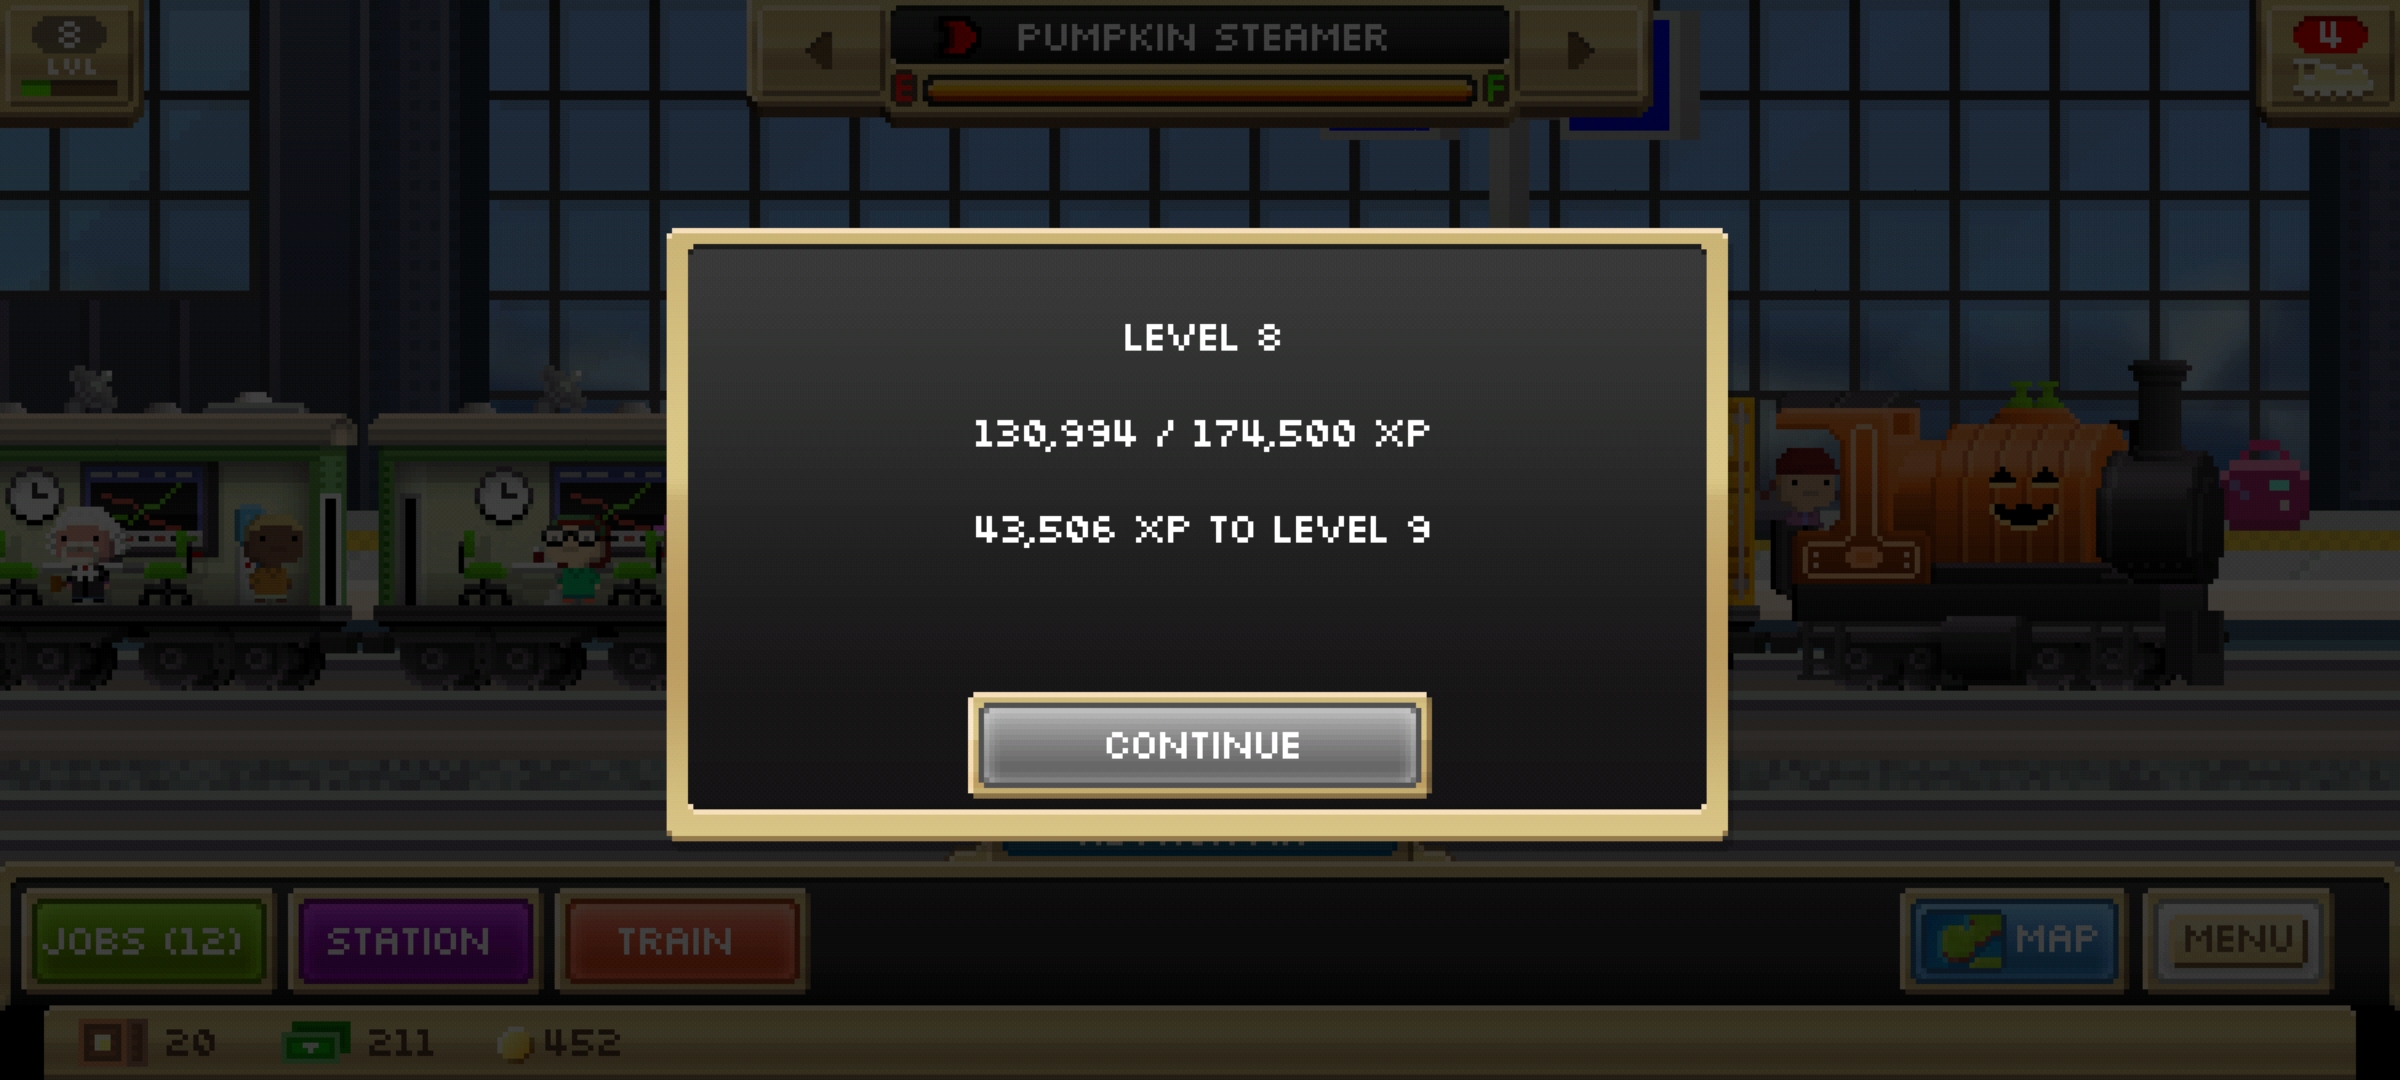 8
LVL
PUMPKIN STEAMER
E
F
4
LEVEL 8
130,994 / 174,500 XP
43,506 XP TO LEVEL 9
CONTINUE
JOBS (12)
STATION
TRAIN
MAP
MENU
20
211
452